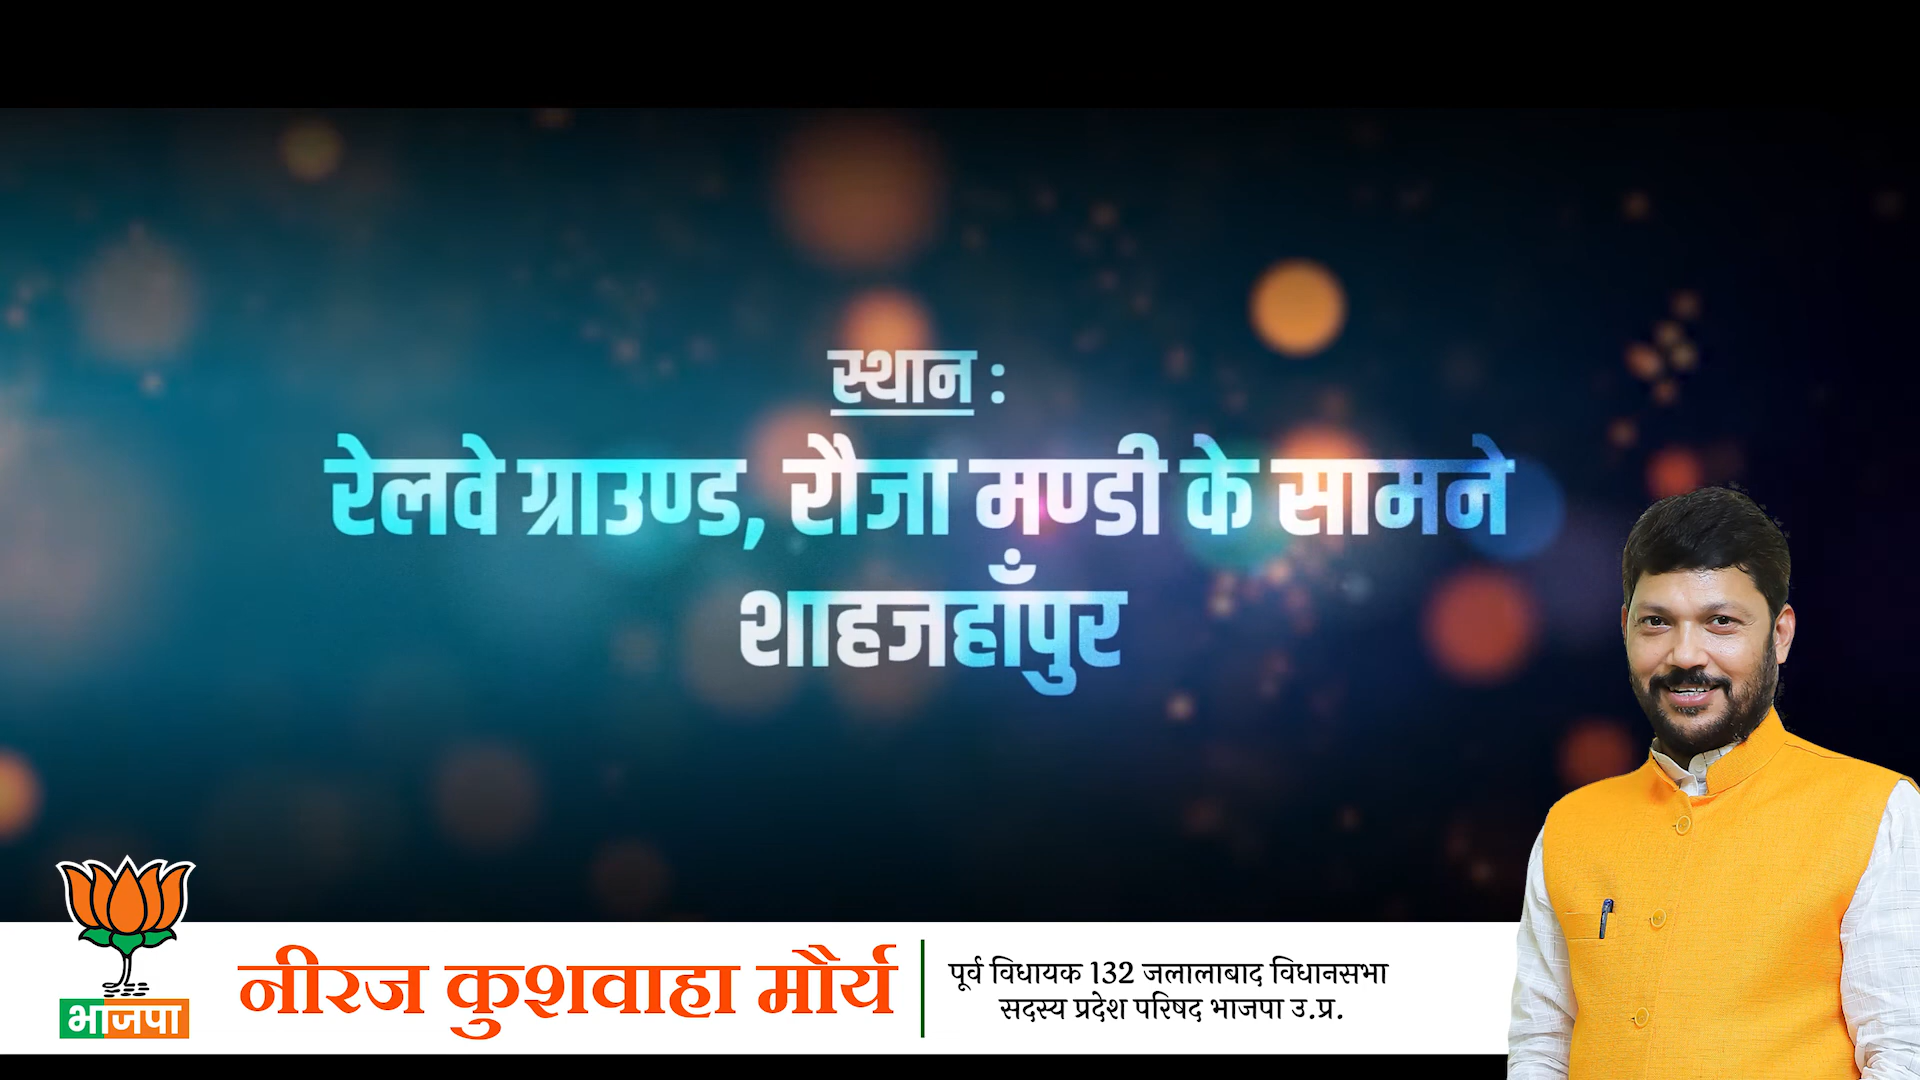 स्थान :
रेलवे ग्राउण्ड, रौजा मण्डी के सामने
शाहजहाँपुर
भाजपा
नीरज कुशवाहा मौर्य
पूर्व विधायक 132 जलालाबाद विधानसभा
सदस्य प्रदेश परिषद भाजपा उ.प्र.